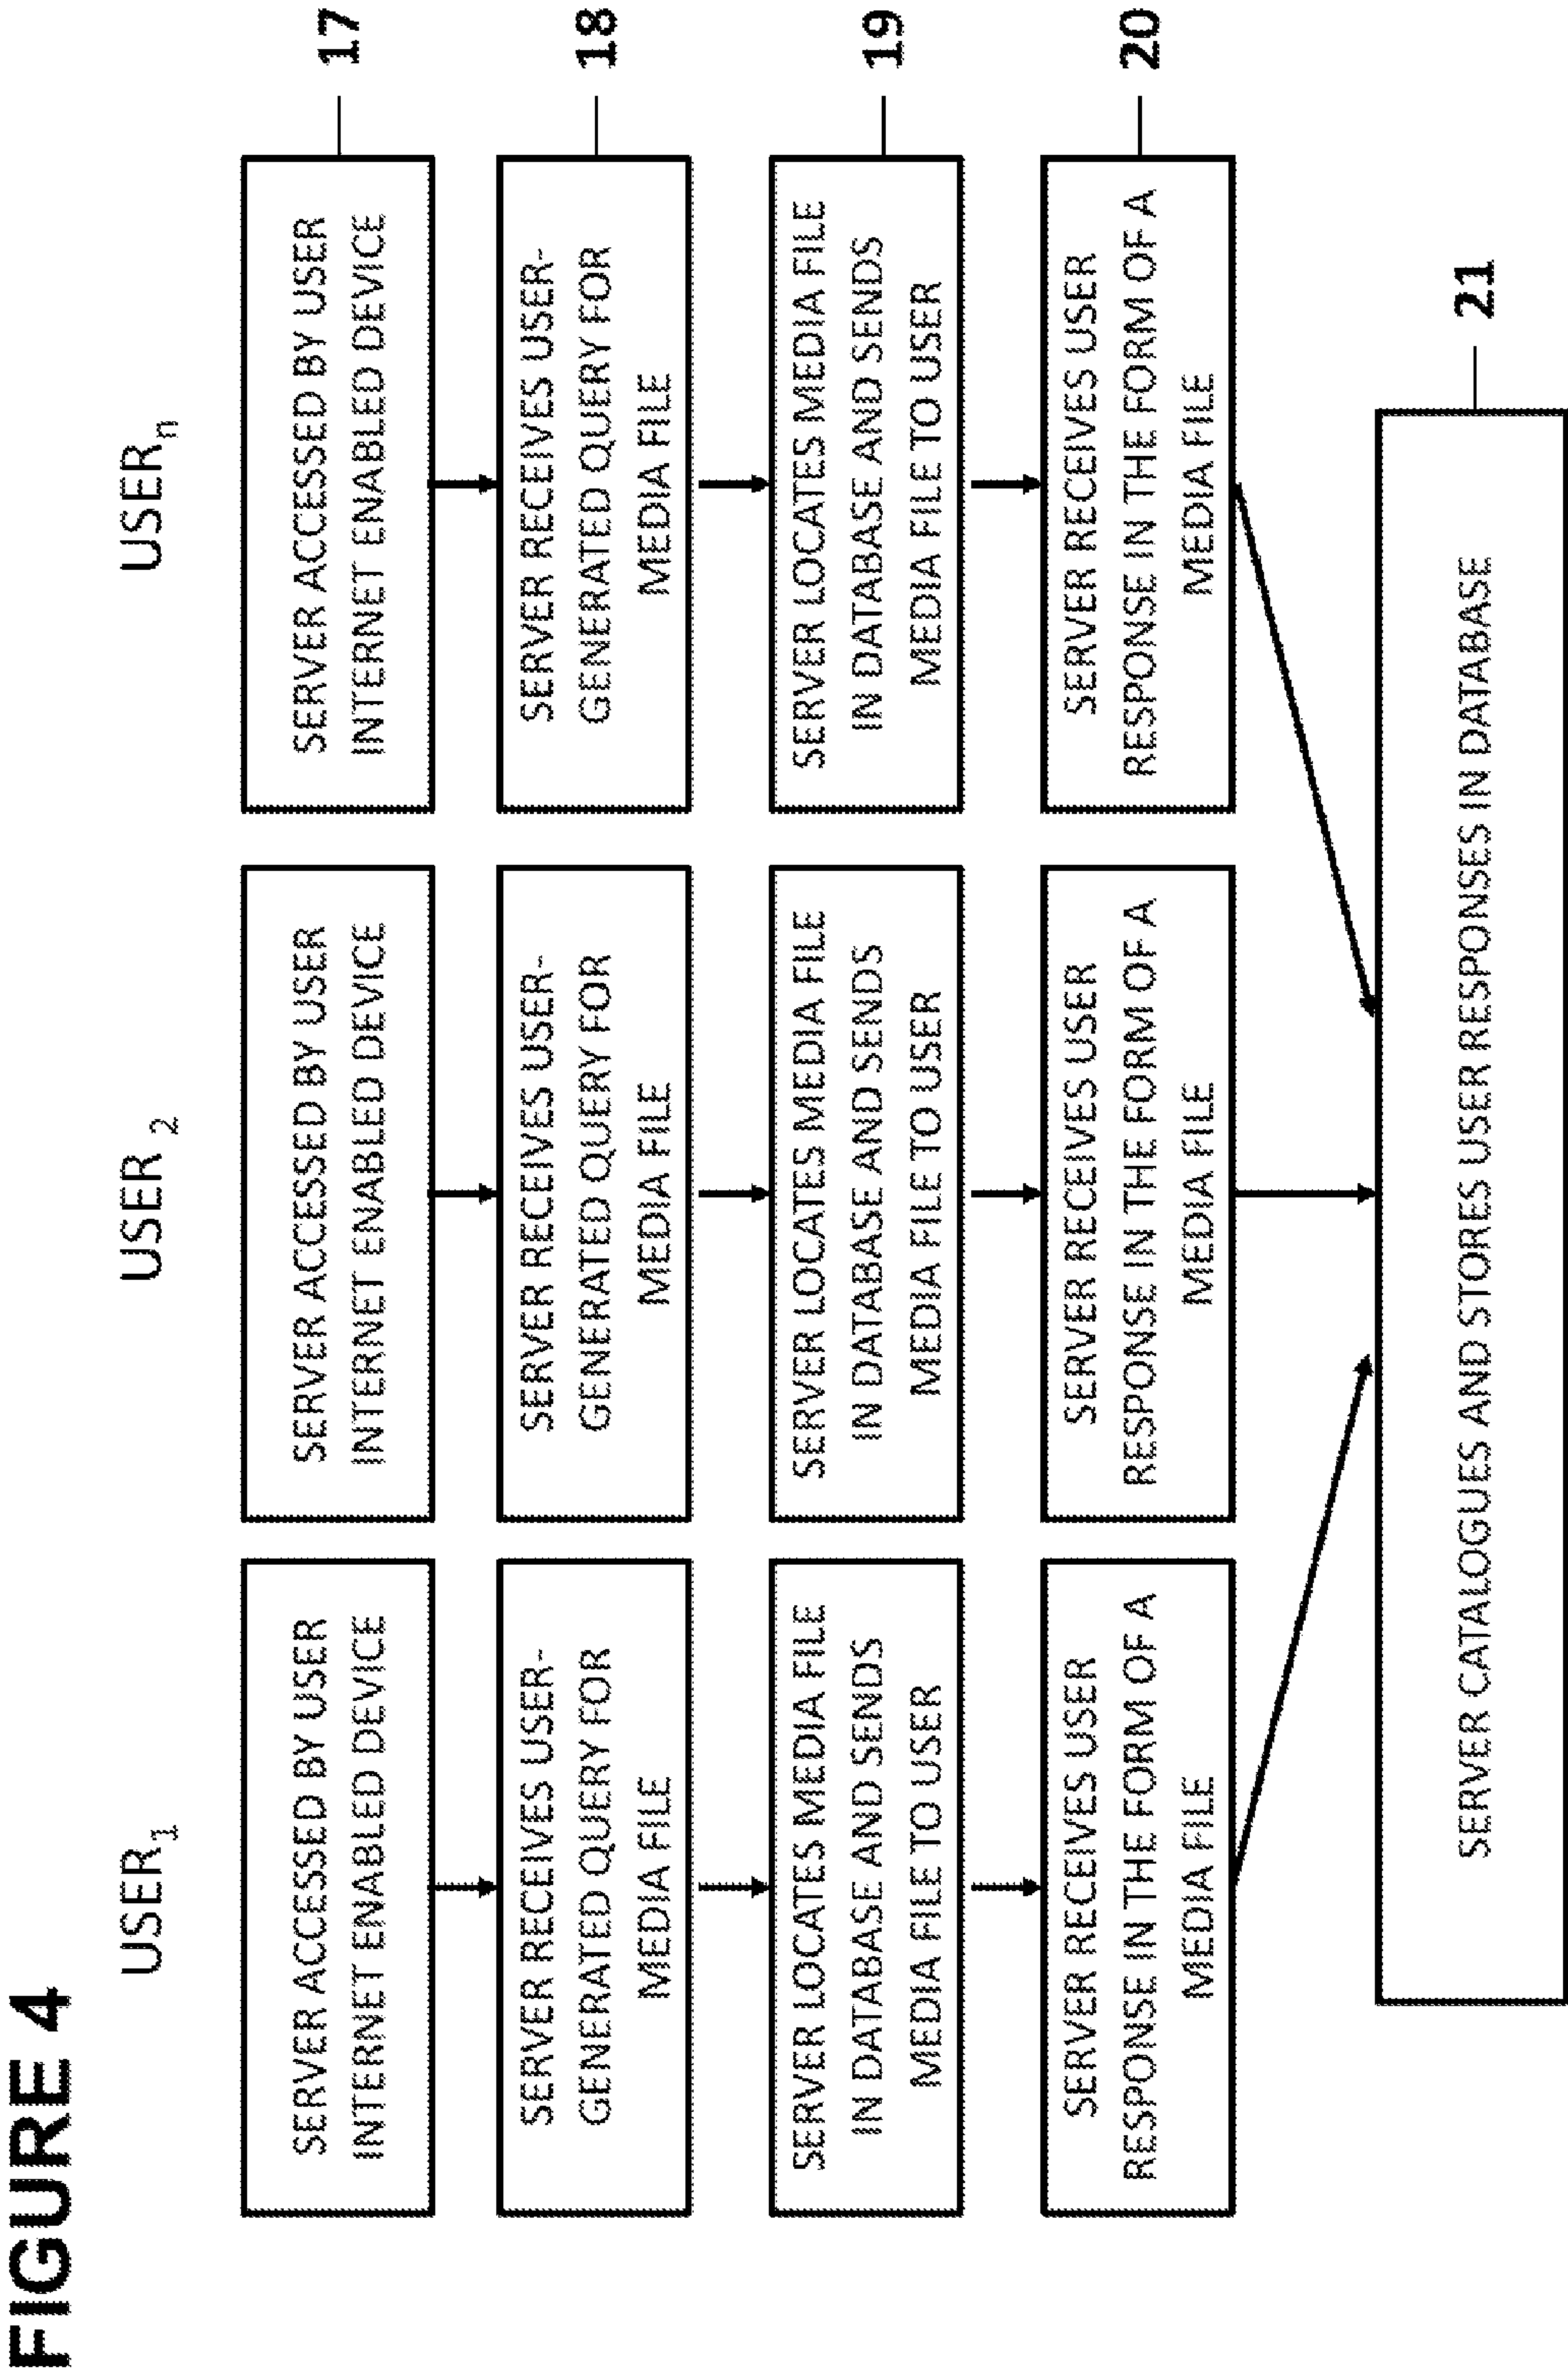 FIGURE 4
USER1
USER2
USERn
SERVER ACCESSED BY USER
INTERNET ENABLED DEVICE
SERVER ACCESSED BY USER
INTERNET ENABLED DEVICE
SERVER ACCESSED BY USER
INTERNET ENABLED DEVICE
17
SERVER RECEIVES USER-
GENERATED QUERY FOR
MEDIA FILE
SERVER RECEIVES USER-
GENERATED QUERY FOR
MEDIA FILE
SERVER RECEIVES USER-
GENERATED QUERY FOR
MEDIA FILE
18
SERVER LOCATES MEDIA FILE
IN DATABASE AND SENDS
MEDIA FILE TO USER
SERVER LOCATES MEDIA FILE
IN DATABASE AND SENDS
MEDIA FILE TO USER
SERVER LOCATES MEDIA FILE
IN DATABASE AND SENDS
MEDIA FILE TO USER
19
SERVER RECEIVES USER
RESPONSE IN THE FORM OF A
MEDIA FILE
SERVER RECEIVES USER
RESPONSE IN THE FORM OF A
MEDIA FILE
SERVER RECEIVES USER
RESPONSE IN THE FORM OF A
MEDIA FILE
20
SERVER CATALOGUES AND STORES USER RESPONSES IN DATABASE
21